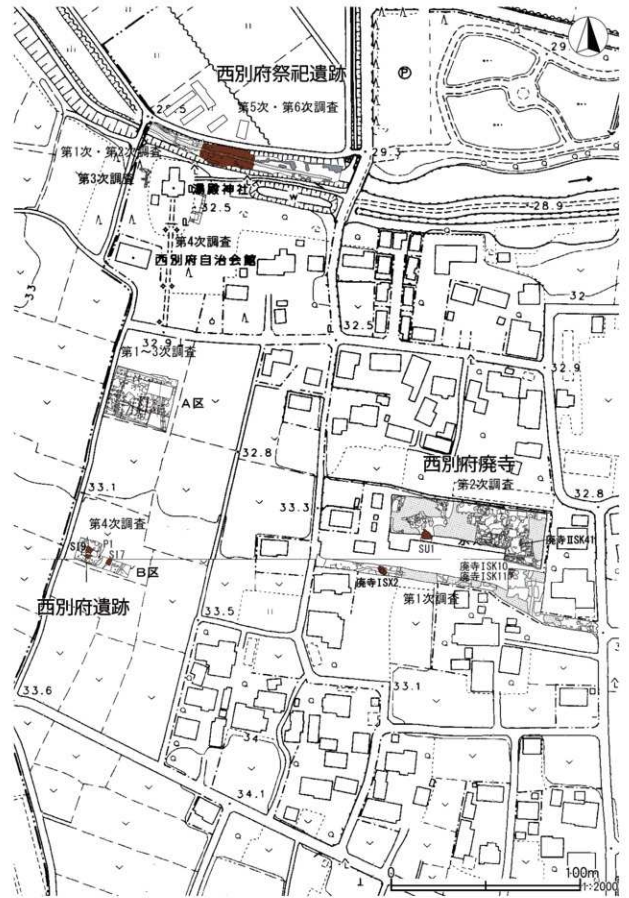 29
西別府祭祀遺跡
Ⓟ
第5次・第6次調査
29.3
第1次・第2次調査
第3次調査
湯殿神社
32.5
28.9
第4次調査
西別府自治会館
33
32
32.5
32.9
第1～3次調査
32.9
A区
32.8
西別府廃寺
第2次調査
33.1
33.3
32.8
第4次調査
SI9
P1
SI7
SU1
廃寺ⅡSK41
B区
廃寺ISX2
廃寺ISK10
廃寺ISK11
第1次調査
西別府遺跡
33.5
33.1
33.6
34
34.1
0
100m
1:2000